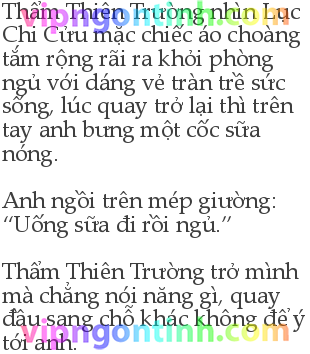 Thẩm Thiên Trường nhìn Lục
Chi Cửu mặc chiếc áo choàng
tắm rộng rãi ra khỏi phòng
ngủ với dáng vẻ tràn trề sức
sống, lúc quay trở lại thì trên
tay anh bưng một cốc sữa
nóng.
Anh ngồi trên mép giường:
“Uống sữa đi rồi ngủ.”
Thẩm Thiên Trường trở mình
mà chẳng nói năng gì, quay
đầu sang chỗ khác không để ý
tới anh.
vipngontinh.com
vipngontinh.com